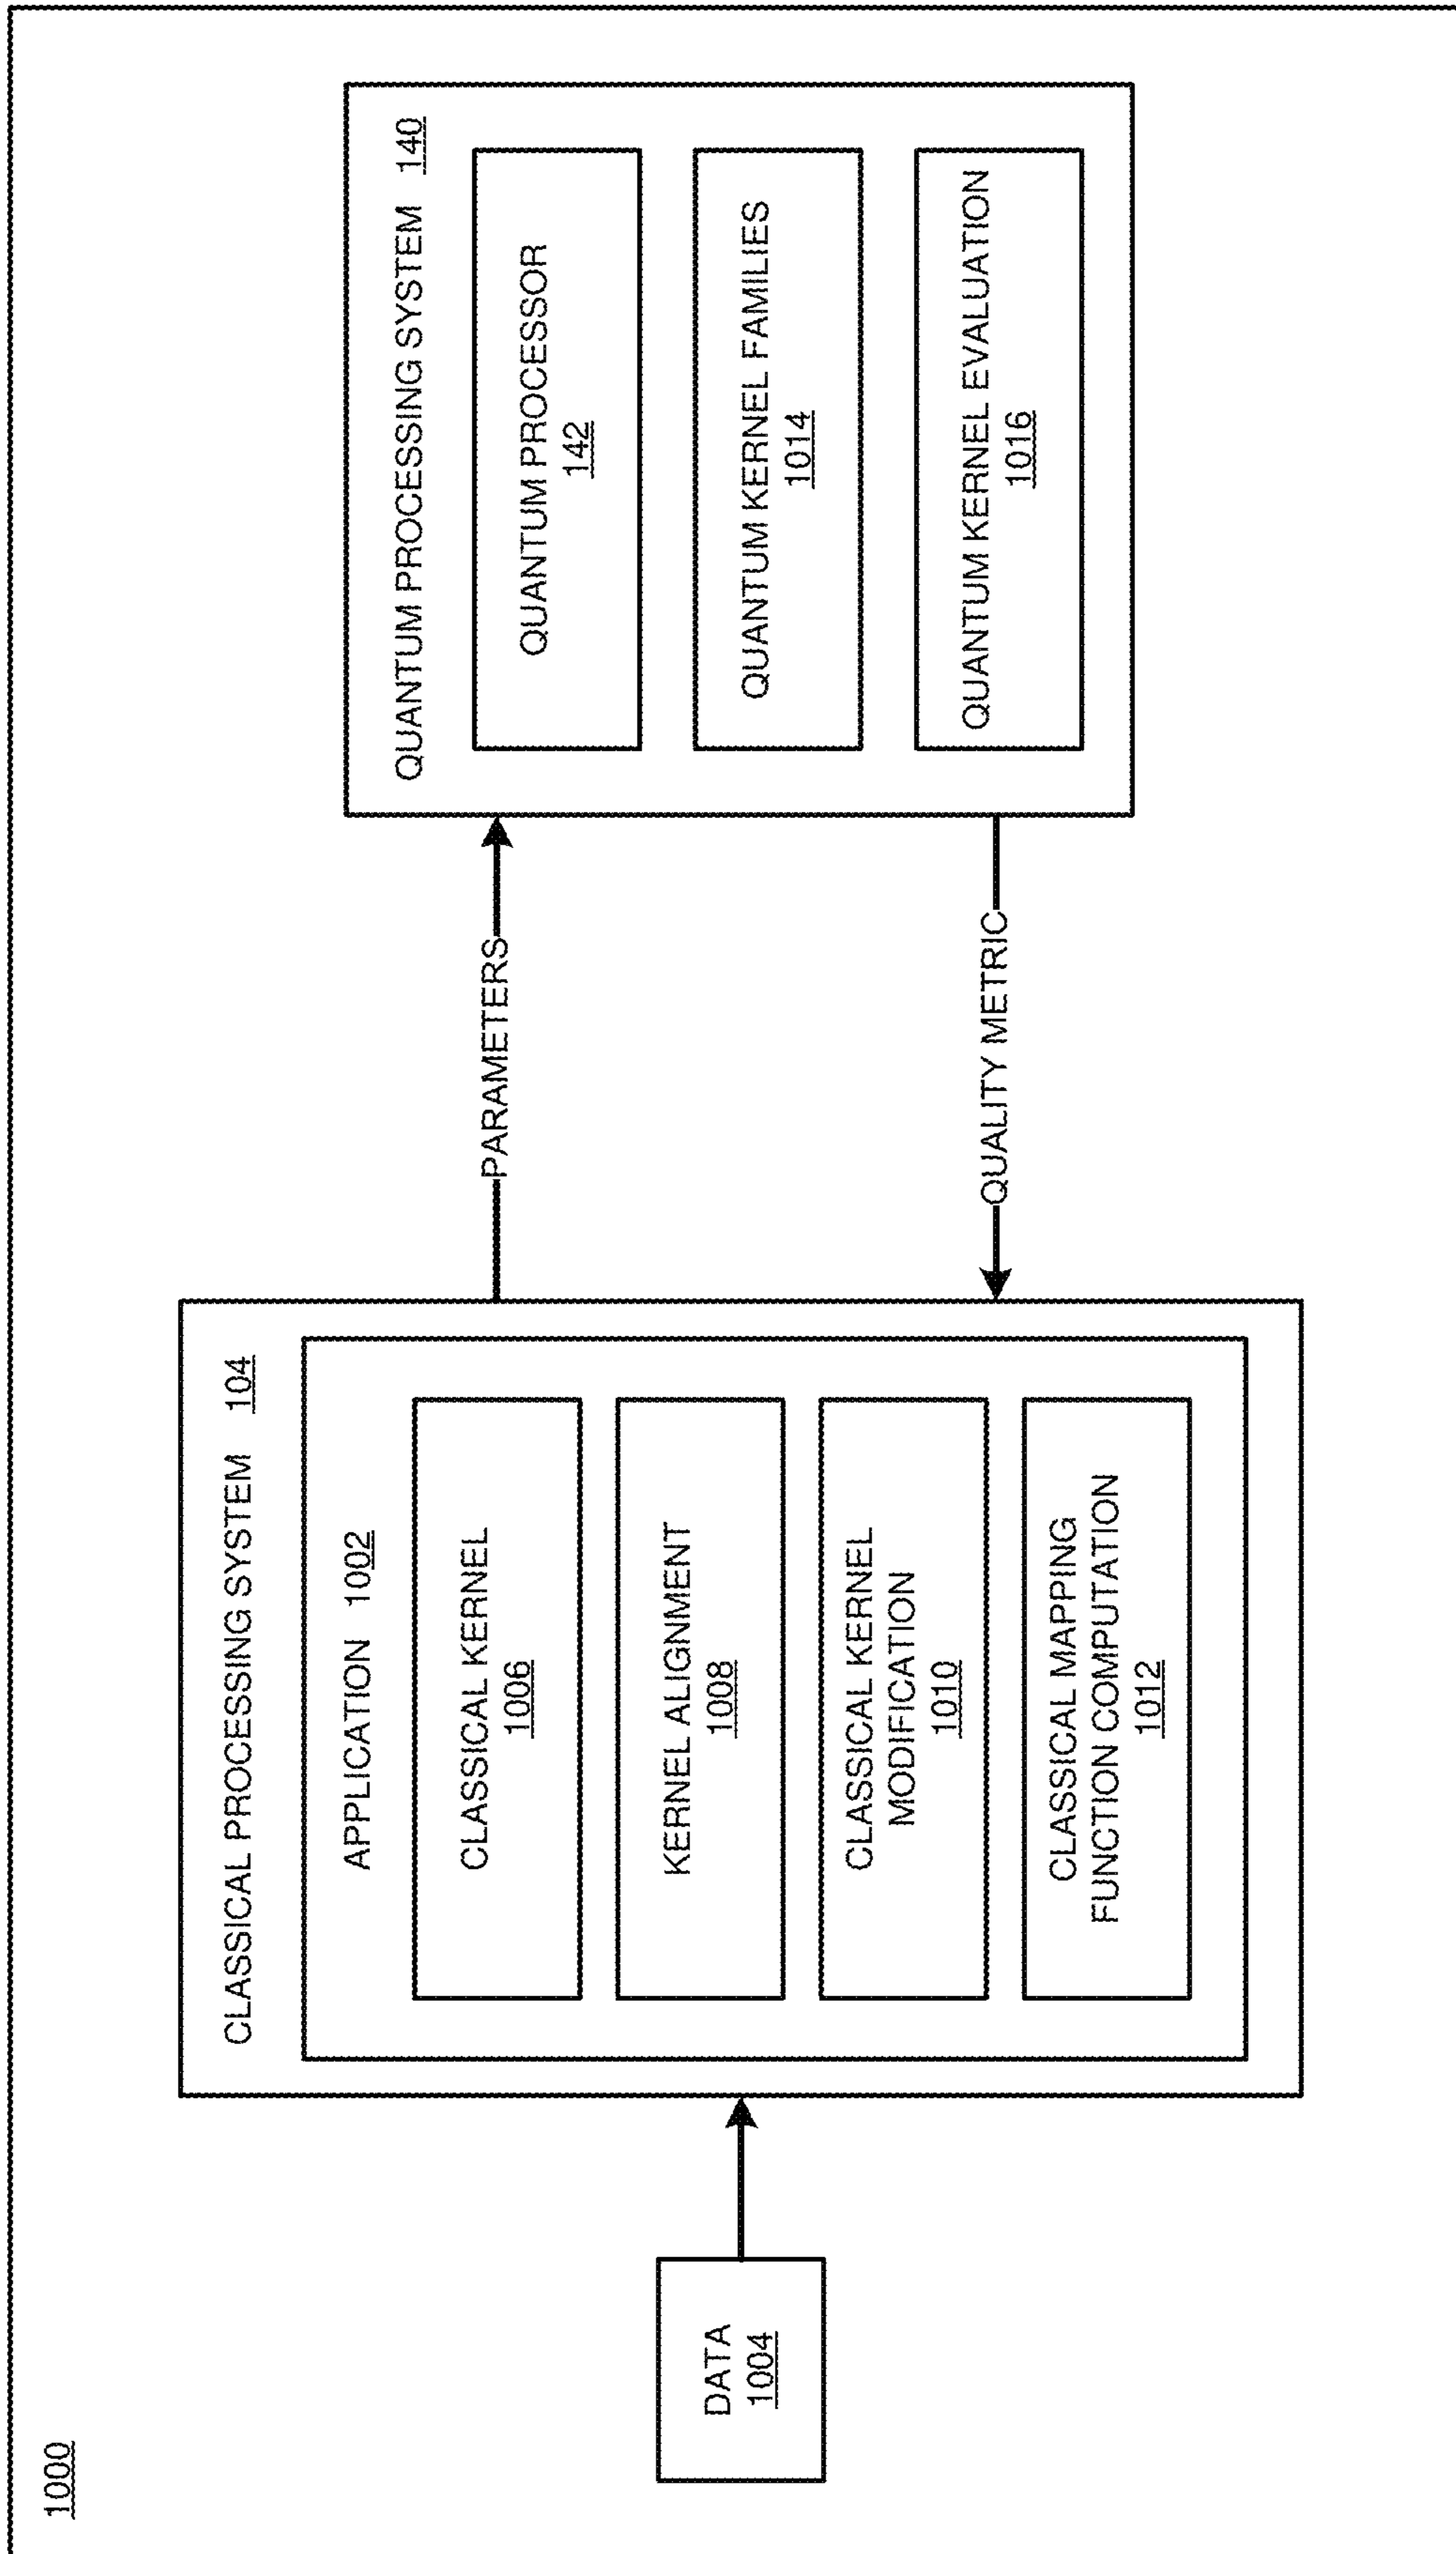 1000
DATA
1004
CLASSICAL PROCESSING SYSTEM 104
APPLICATION 1002
CLASSICAL KERNEL
1006
KERNEL ALIGNMENT
1008
CLASSICAL KERNEL
MODIFICATION
1010
CLASSICAL MAPPING
FUNCTION COMPUTATION
1012
PARAMETERS
QUALITY METRIC
QUANTUM PROCESSING SYSTEM 140
QUANTUM PROCESSOR
142
QUANTUM KERNEL FAMILIES
1014
QUANTUM KERNEL EVALUATION
1016